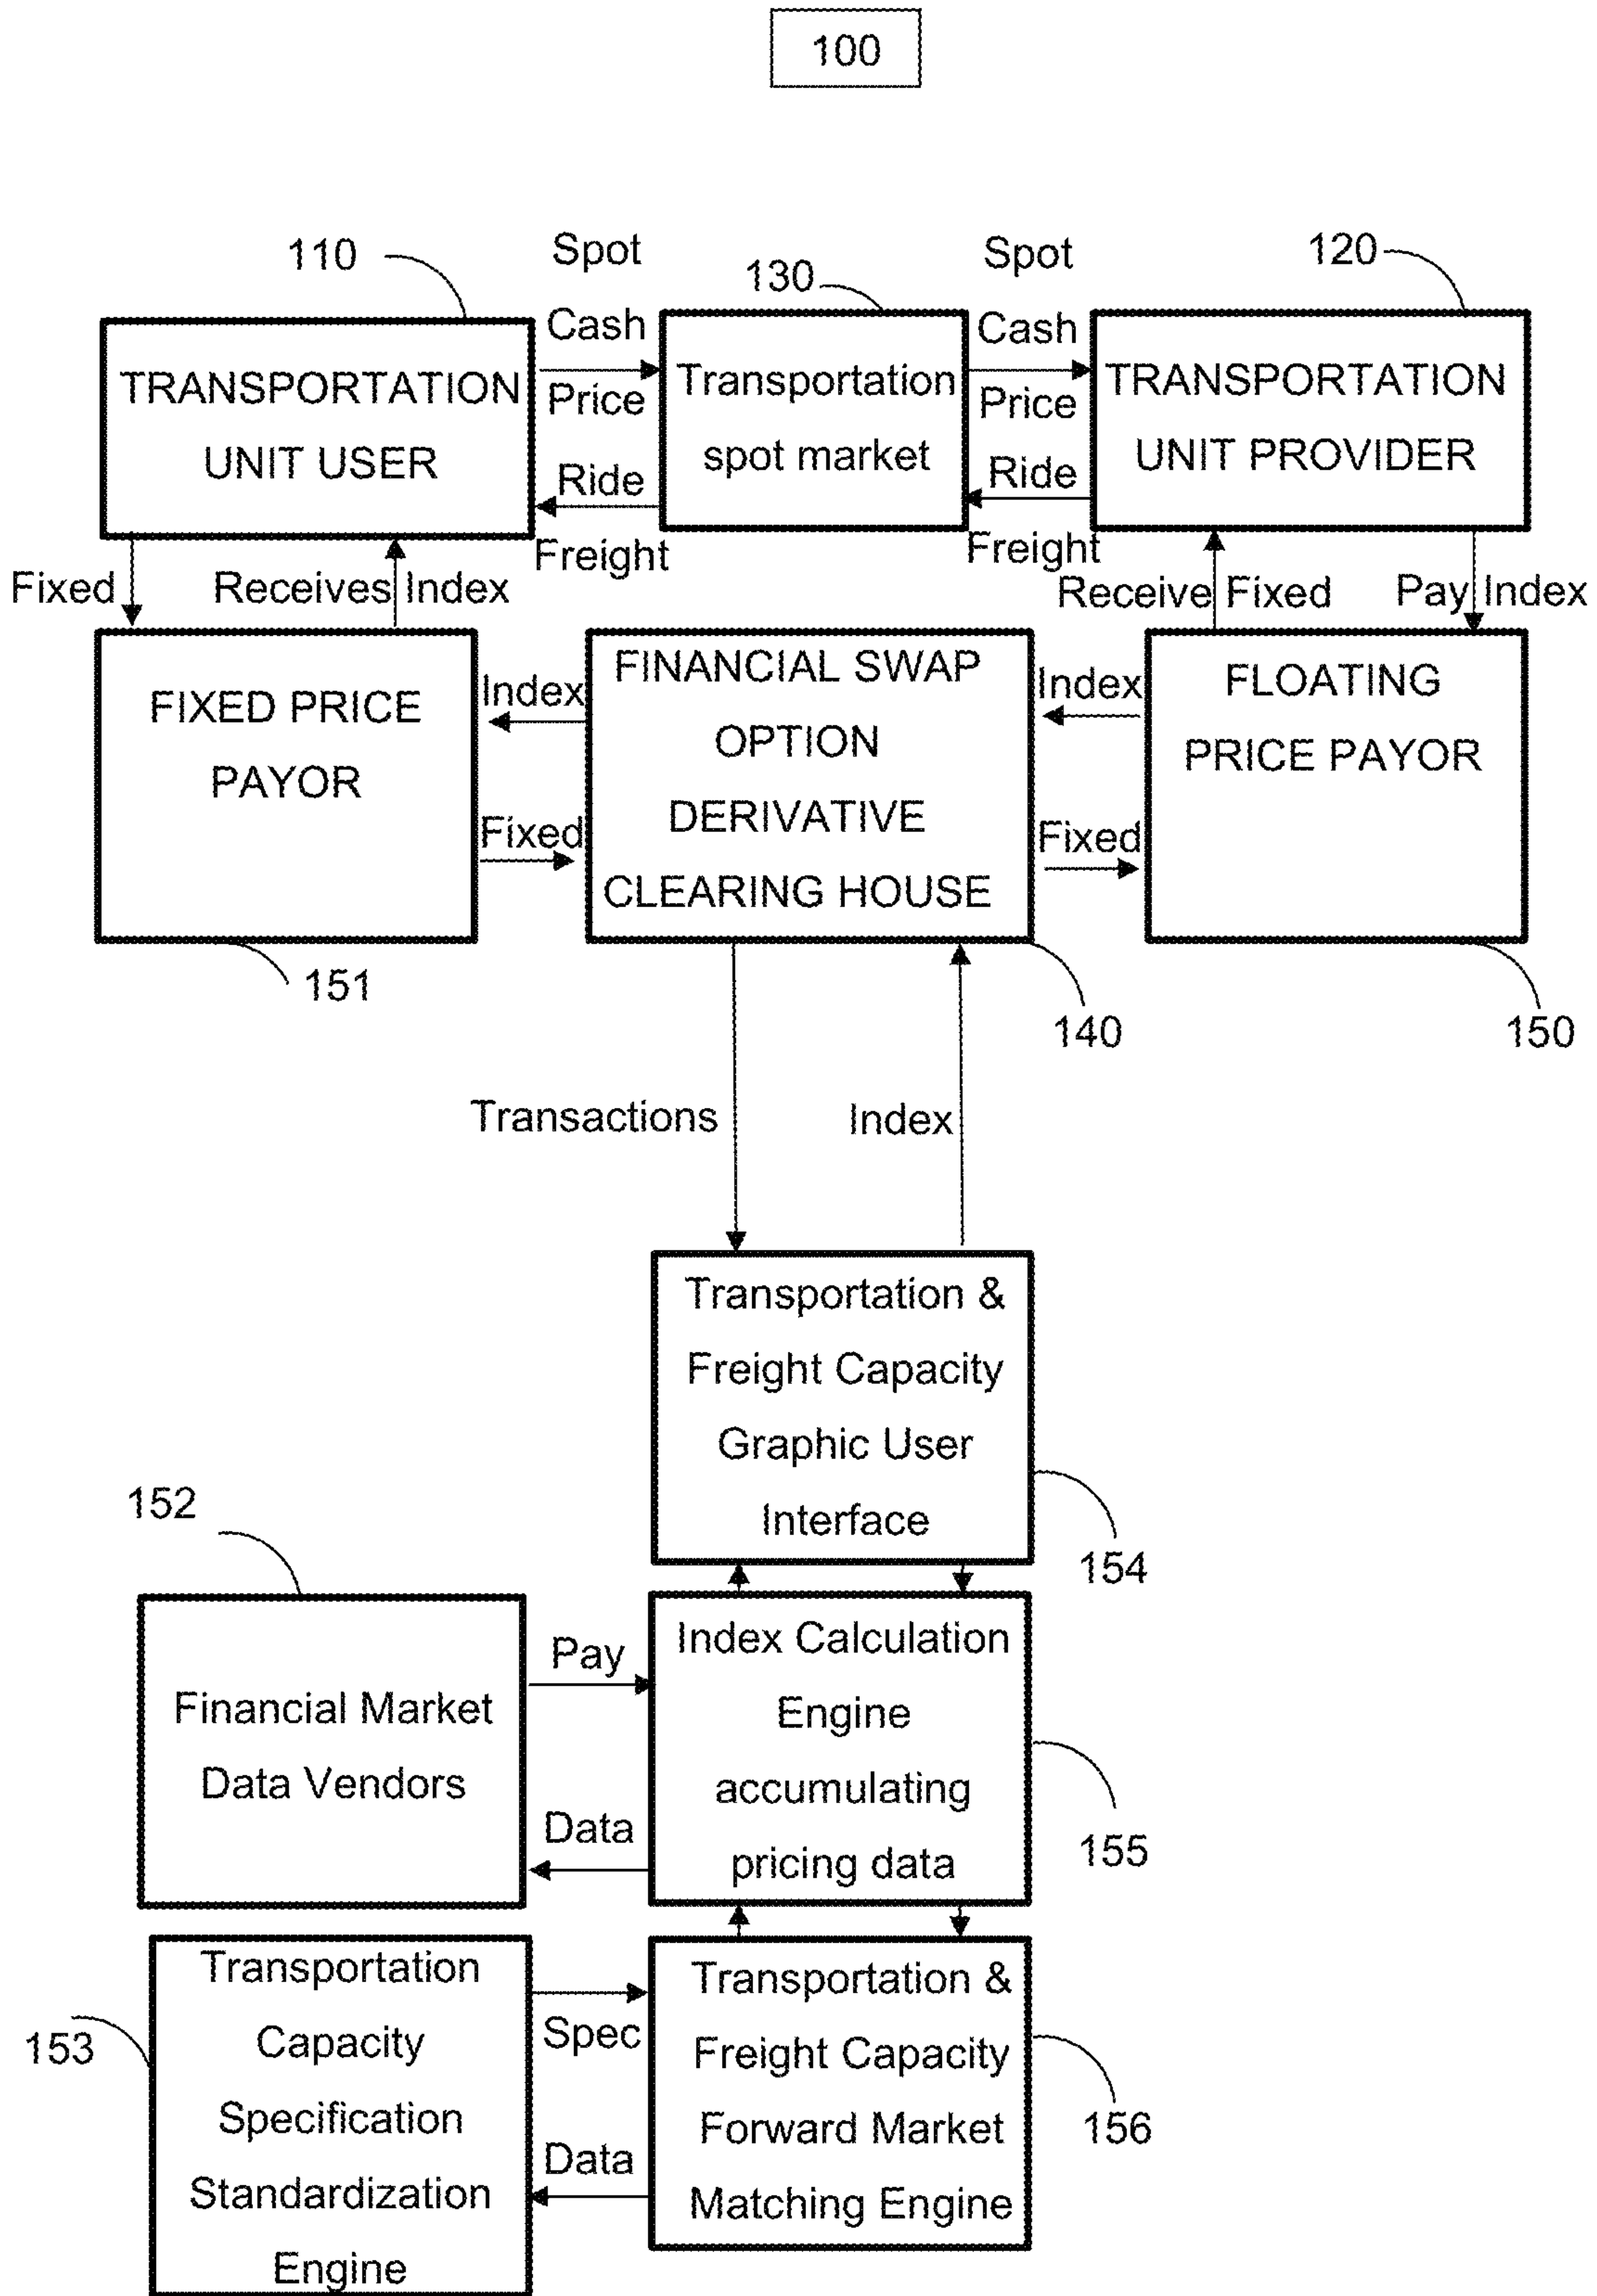 100
110
Spot
130
Spot
120
TRANSPORTATION
UNIT USER
Cash
Price
Ride
Freight
Transportation
spot market
Cash
Price
Ride
Freight
TRANSPORTATION
UNIT PROVIDER
Fixed
Receives Index
Receive Fixed
Pay Index
FIXED PRICE
PAYOR
Index
Fixed
FINANCIAL SWAP
OPTION
DERIVATIVE
CLEARING HOUSE
Index
Fixed
FLOATING
PRICE PAYOR
151
140
150
Transactions
Index
Transportation &
Freight Capacity
Graphic User
Interface
154
152
Financial Market
Data Vendors
Pay
Data
Index Calculation
Engine
accumulating
pricing data
155
153
Transportation
Capacity
Specification
Standardization
Engine
Spec
Data
Transportation &
Freight Capacity
Forward Market
Matching Engine
156